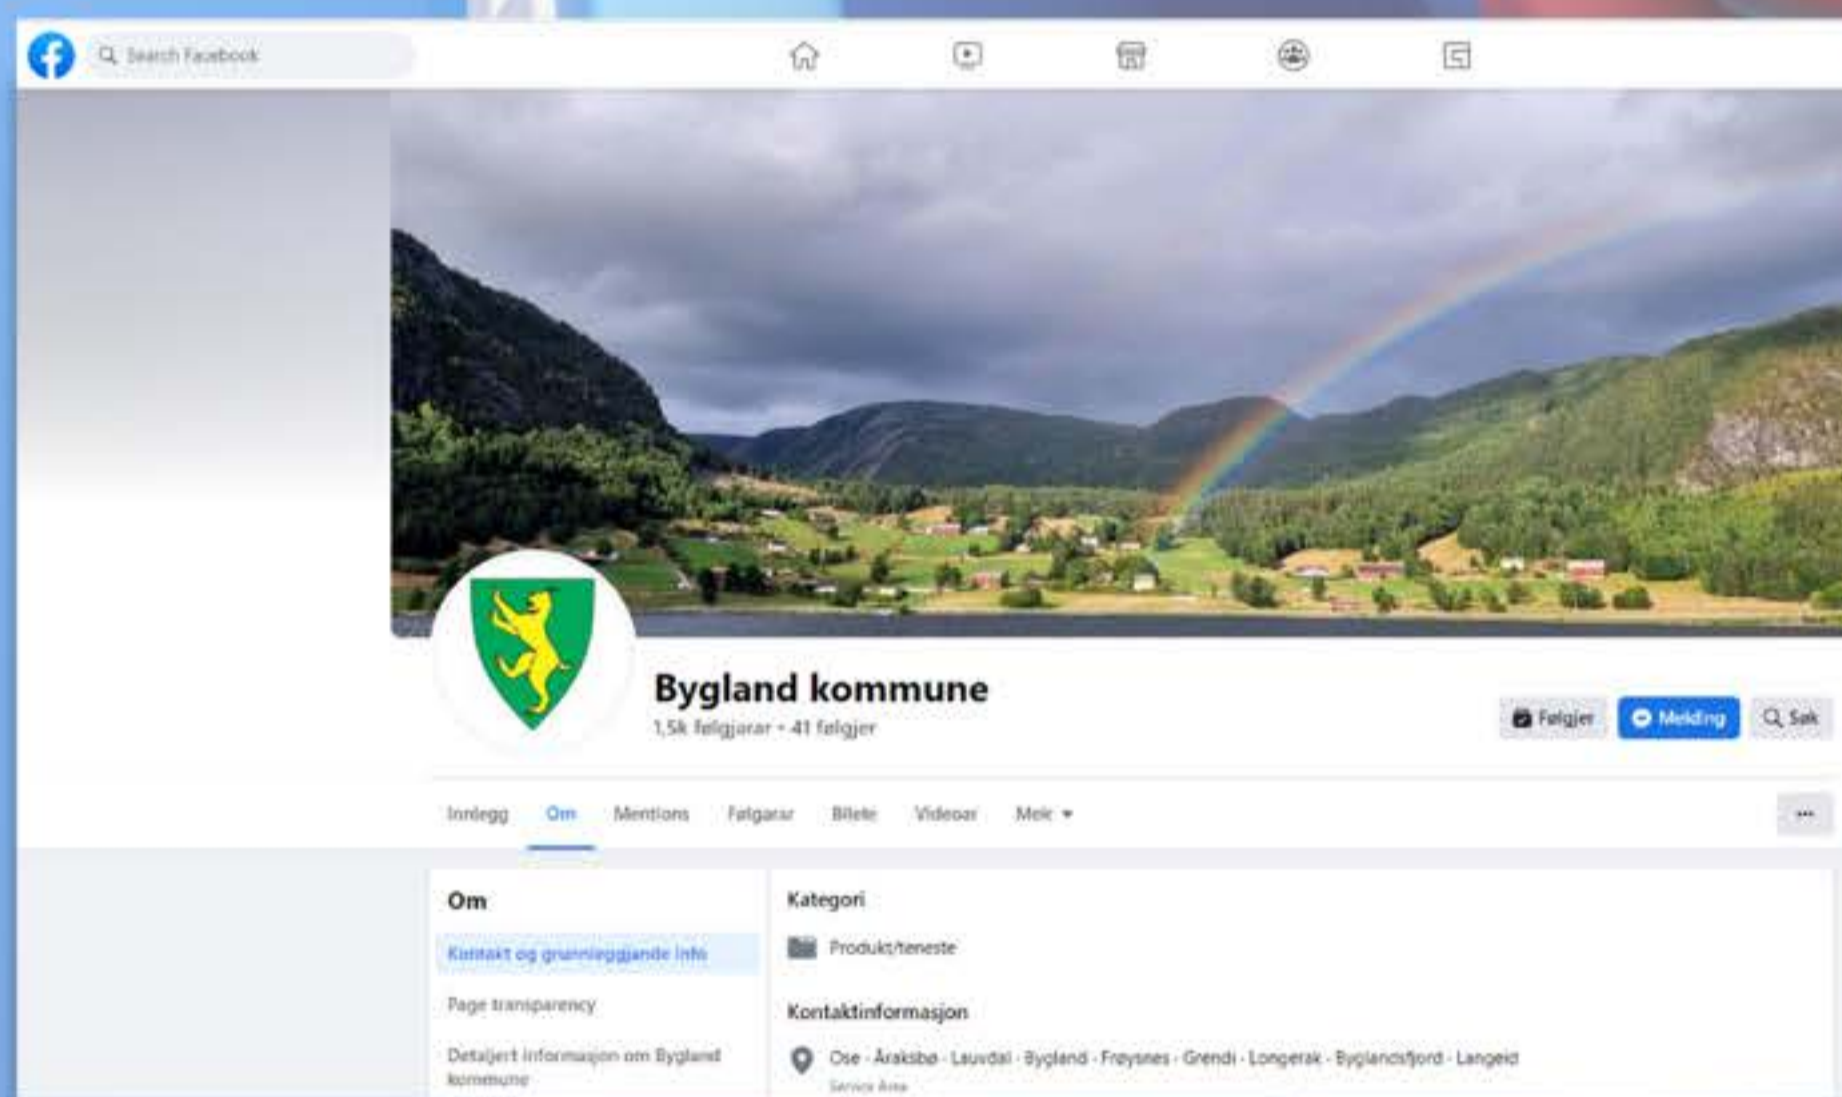 Search Facebook
Bygland kommune
1,5k følgjarar • 41 følgjer
Følgjer
Melding
Søk
Innlegg
Om
Mentions
Følgarar
Bilete
Videoar
Meir
Om
Kontakt og grunnleggjande info
Page transparency
Detaljert informasjon om Bygland
kommune
Kategori
Produkt/teneste
Kontaktinformasjon
Ose · Åraksbø · Lauvdal · Bygland · Frøysnes · Grendi · Longerak · Byglandsfjord · Langeid
Service Area